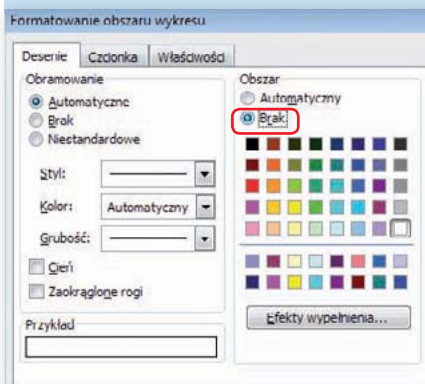 Formatowanie obszaru wykresu
Desenie Czcionka Właściwości
Obramowanie
Automatyczne
Brak
Niestandardowe
Styl:
Kolor: Automatyczny
Grubość:
Cień
Zaokrąglone rogi
Przykład
Obszar
Automatyczny
Brak
Efekty wypełnienia...